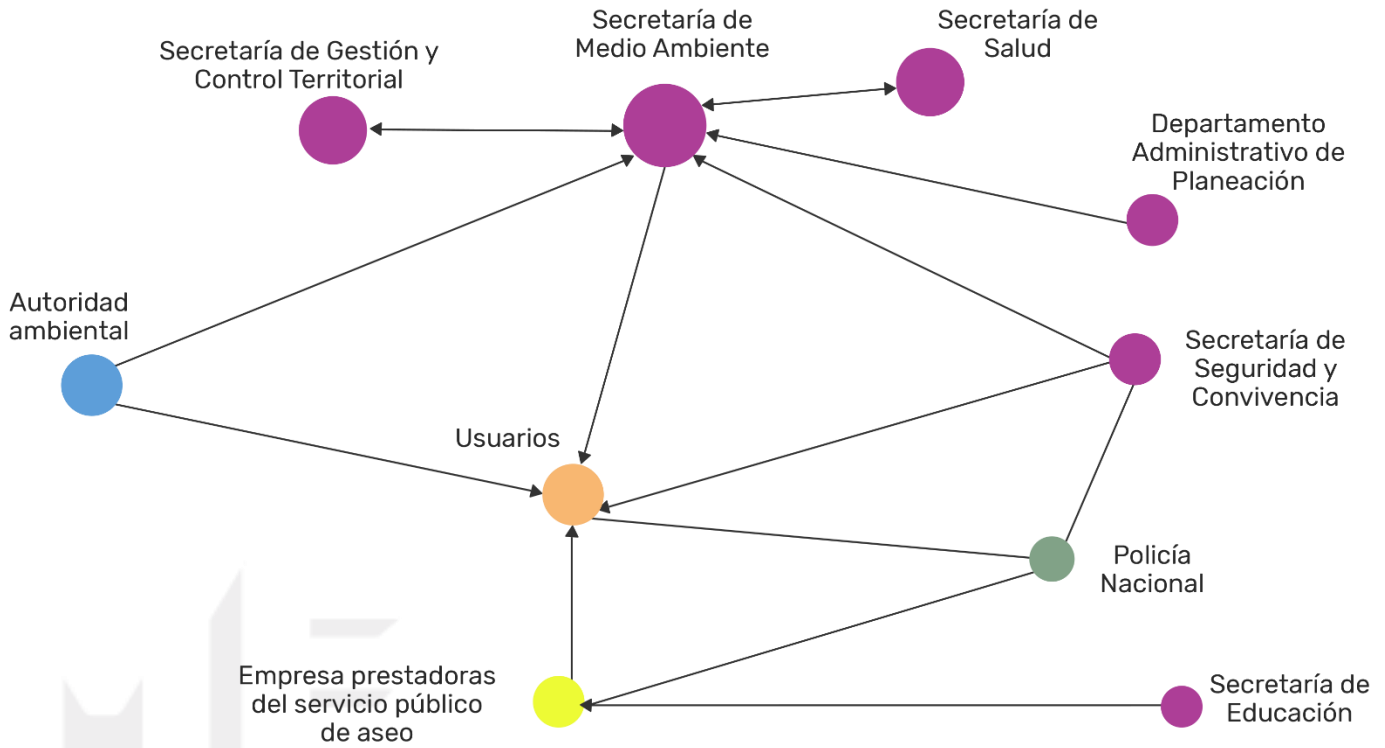 Secretaría de
Medio Ambiente
Secretaría de
Salud
Secretaría de Gestión y
Control Territorial
Departamento
Administrativo de
Planeación
Autoridad
ambiental
Secretaría de
Seguridad y
Convivencia
Usuarios
Policía
Nacional
Empresa prestadoras
del servicio público
de aseo
Secretaría de
Educación